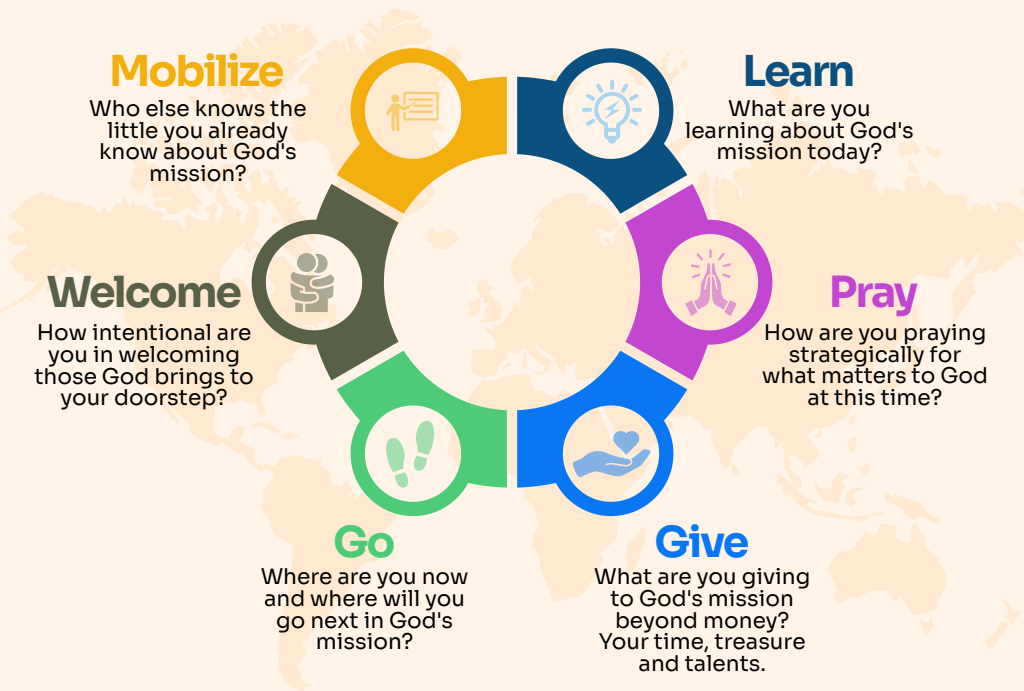 Mobilize
Who else knows the
little you already
know about God's
mission?
Learn
What are you
learning about God's
mission today?
Welcome
How intentional are
you in welcoming
those God brings to
your doorstep?
Pray
How are you praying
strategically for
what matters to God
at this time?
Go
Where are you now
and where will you
go next in God's
mission?
Give
What are you giving
to God's mission
beyond money?
Your time, treasure
and talents.